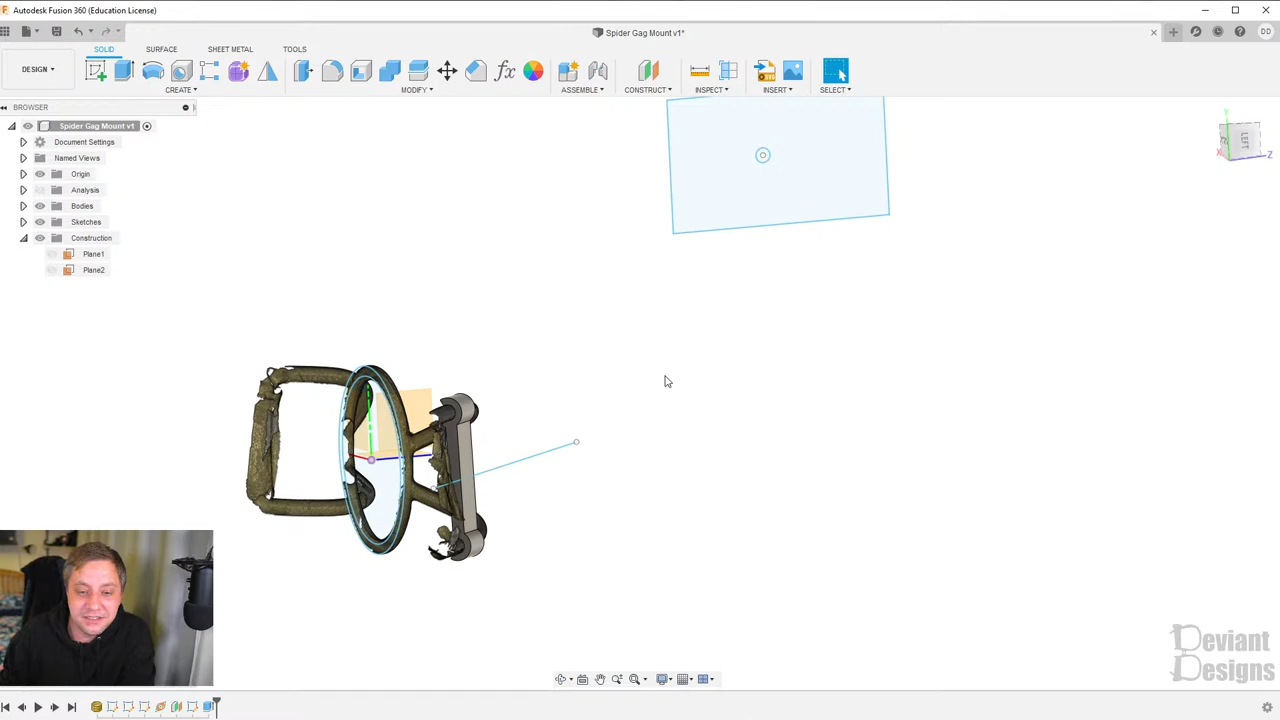 Autodesk Fusion 360 (Education License)
Spider Gag Mount v1*
DD
SOLID SURFACE SHEET METAL TOOLS
DESIGN
CREATE MODIFY ASSEMBLE CONSTRUCT INSPECT INSERT SELECT
BROWSER
Spider Gag Mount v1
Document Settings
Named Views
Origin
Analysis
Bodies
Sketches
Construction
Plane1
Plane2
Y
LEFT
X
Z
Deviant
Designs